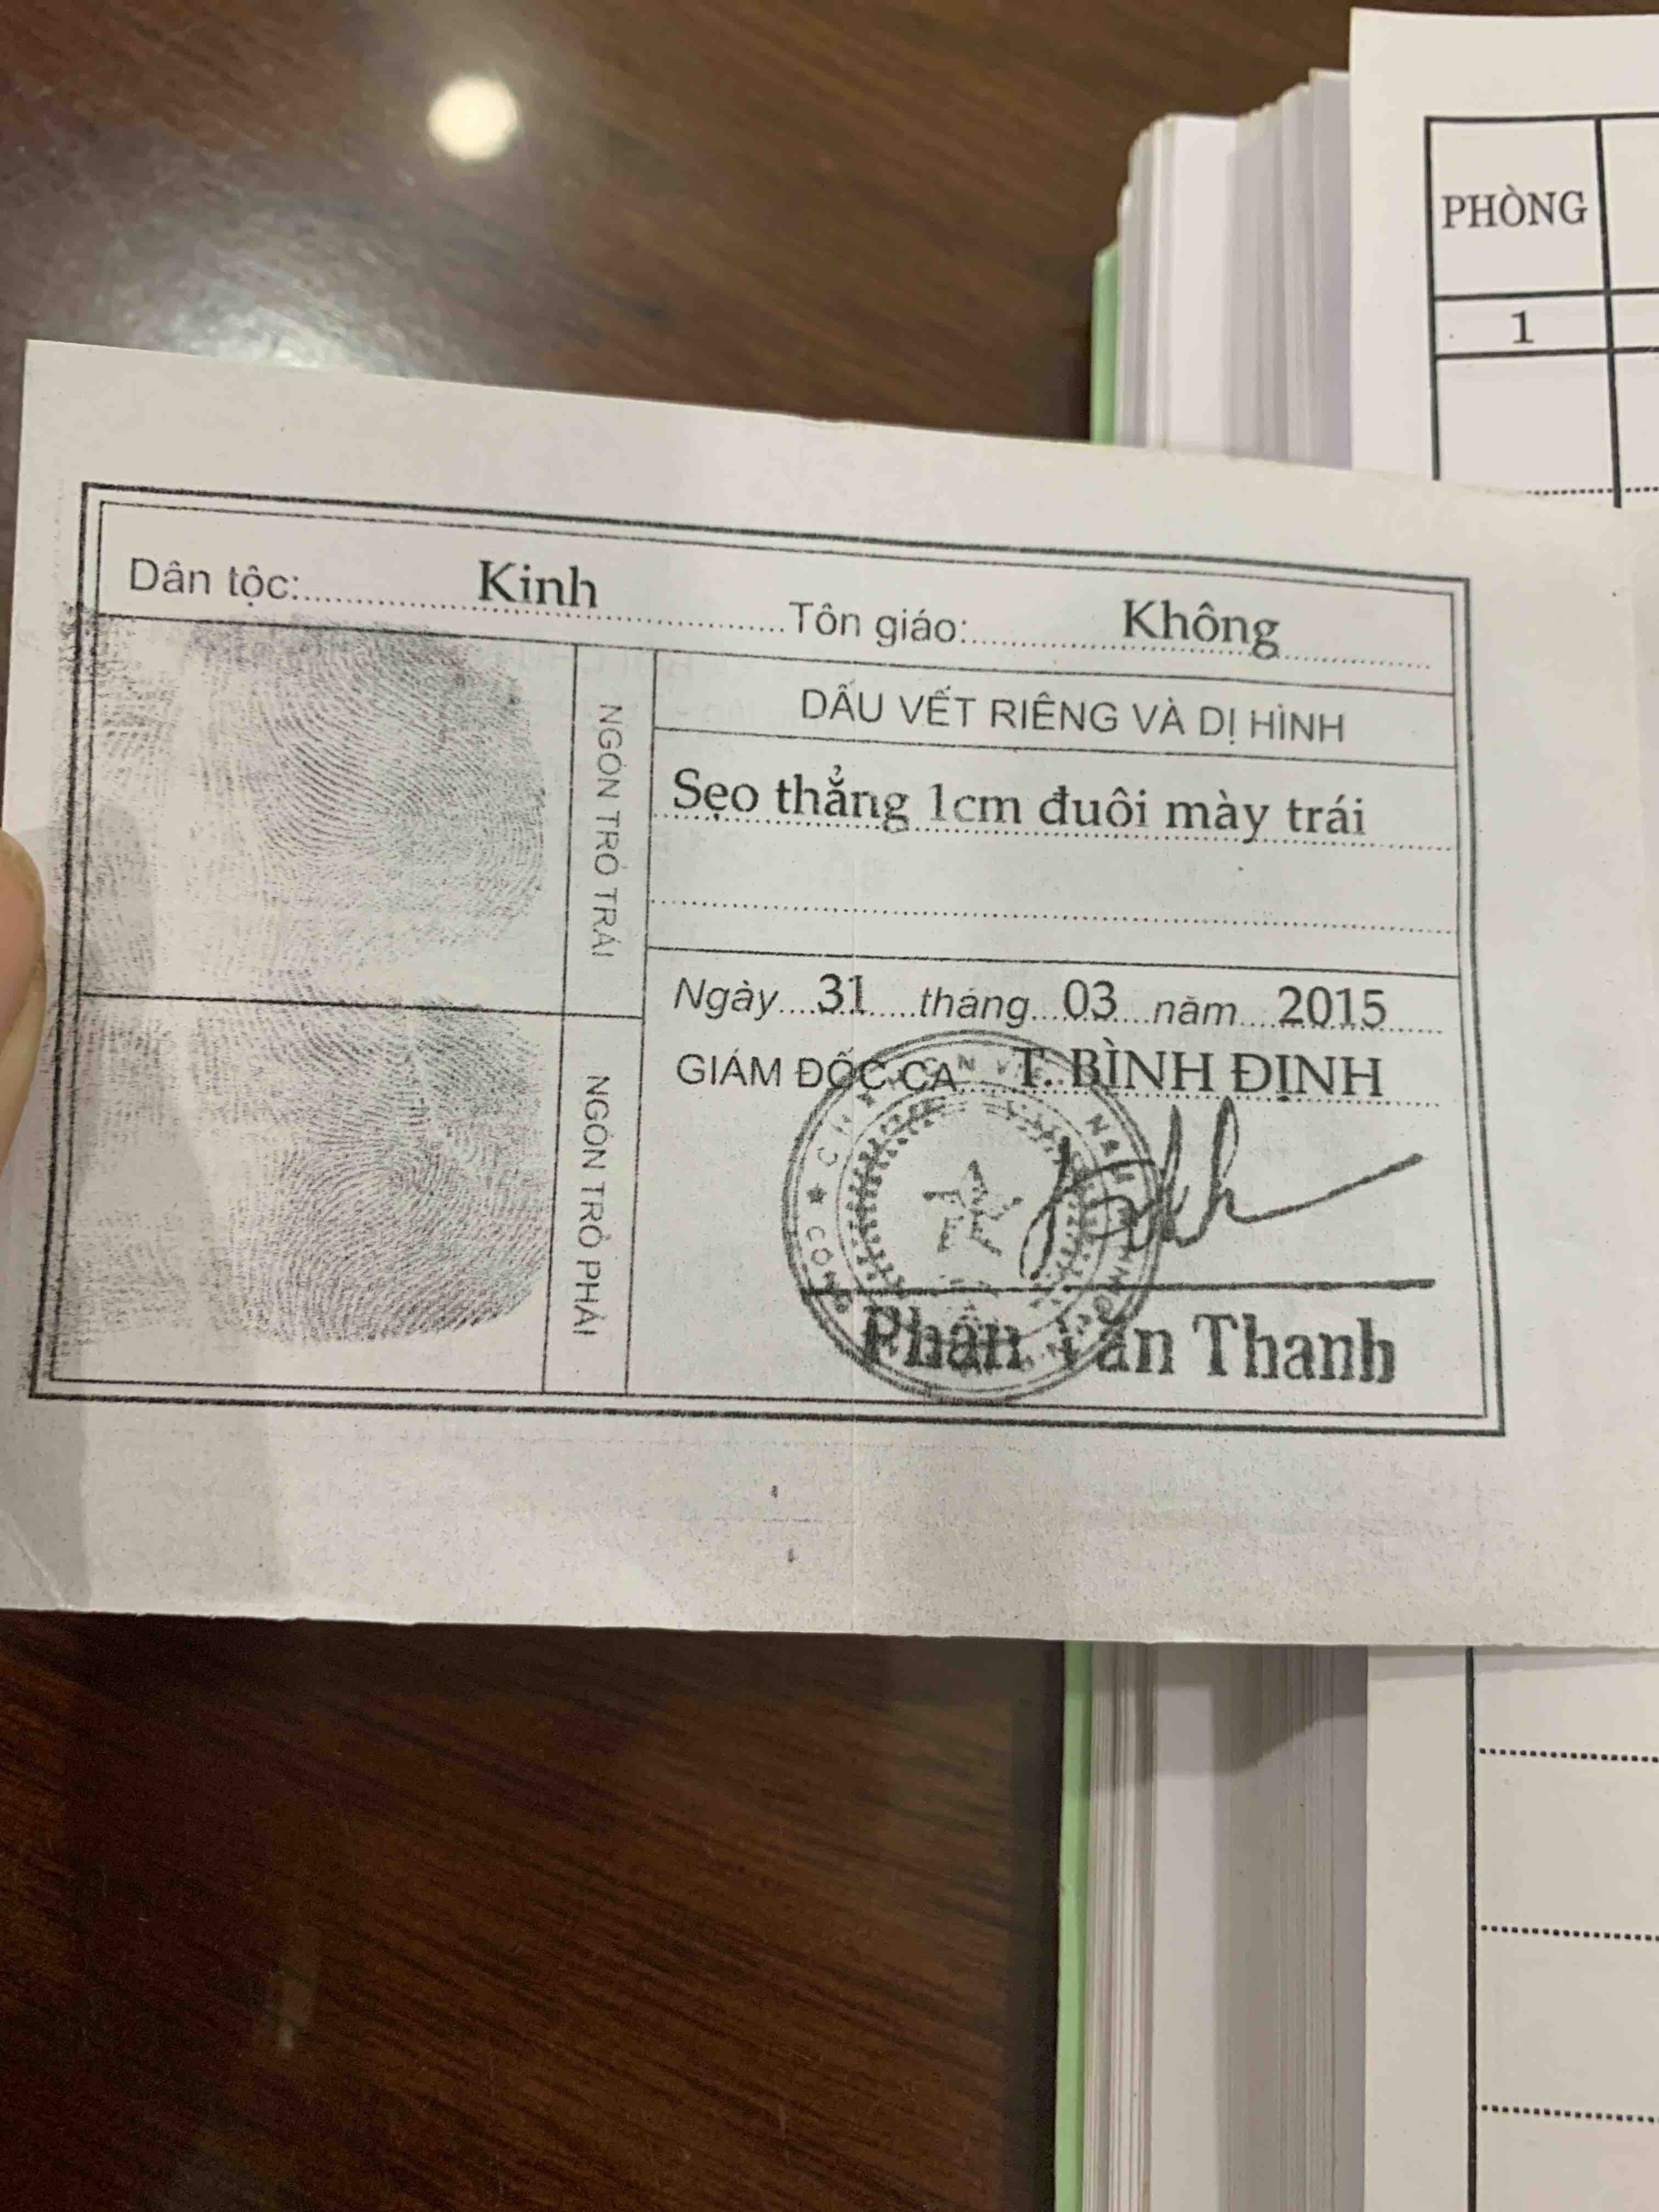 PHÒNG
1
Dân tộc: Kinh Tôn giáo: Không
NGÓN TRỎ TRÁI
DẤU VẾT RIÊNG VÀ DỊ HÌNH
Sẹo thẳng 1cm đuôi mày trái
NGÓN TRỎ PHẢI
Ngày 31 tháng 03 năm 2015
GIÁM ĐỐC CA T. BÌNH ĐỊNH
Thanh